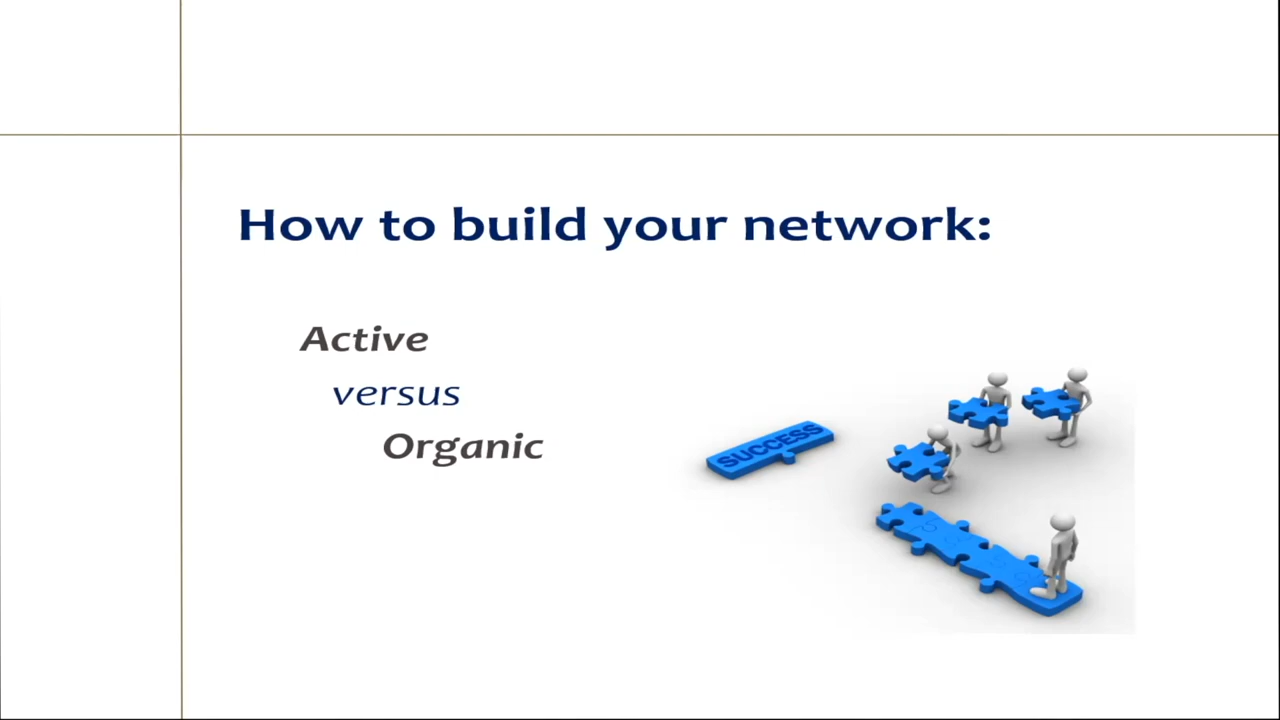 How to build your network:
Active
versus
Organic
SUCCESS